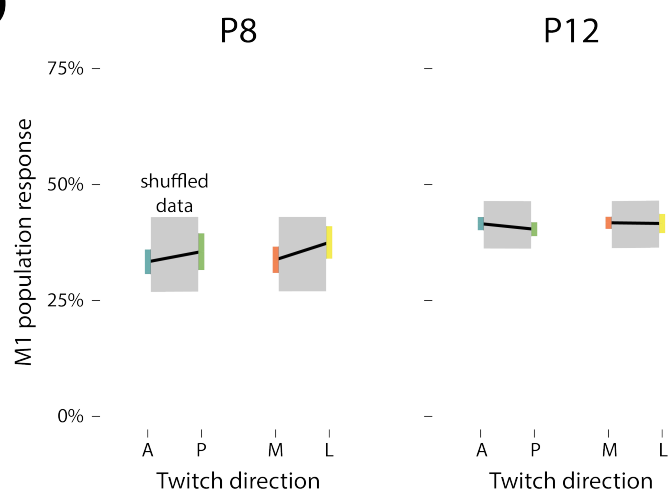 P8
P12
75%
50%
25%
0%
M1 population response
shuffled
data
A P M L
A P M L
Twitch direction
Twitch direction